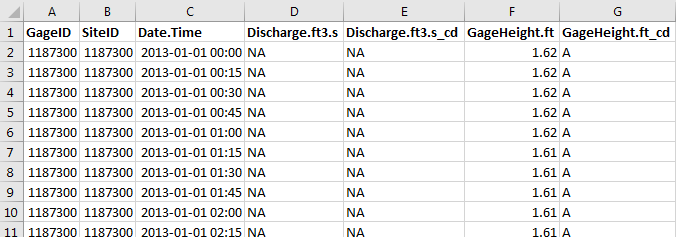 A B C D E F G
1 GageID SiteID Date.Time Discharge.ft3.s Discharge.ft3.s_cd GageHeight.ft GageHeight.ft_cd
2 1187300 1187300 2013-01-01 00:00 NA NA 1.62 A
3 1187300 1187300 2013-01-01 00:15 NA NA 1.62 A
4 1187300 1187300 2013-01-01 00:30 NA NA 1.62 A
5 1187300 1187300 2013-01-01 00:45 NA NA 1.62 A
6 1187300 1187300 2013-01-01 01:00 NA NA 1.62 A
7 1187300 1187300 2013-01-01 01:15 NA NA 1.61 A
8 1187300 1187300 2013-01-01 01:30 NA NA 1.61 A
9 1187300 1187300 2013-01-01 01:45 NA NA 1.61 A
10 1187300 1187300 2013-01-01 02:00 NA NA 1.61 A
11 1187300 1187300 2013-01-01 02:15 NA NA 1.61 A